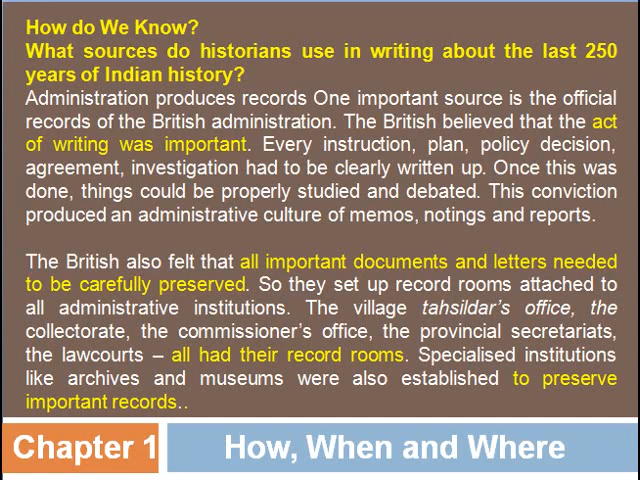 How do We Know?
What sources do historians use in writing about the last 250
years of Indian history?
Administration produces records One important source is the official
records of the British administration. The British believed that the act
of writing was important. Every instruction, plan, policy decision,
agreement, investigation had to be clearly written up. Once this was
done, things could be properly studied and debated. This conviction
produced an administrative culture of memos, notings and reports.
The British also felt that all important documents and letters needed
to be carefully preserved. So they set up record rooms attached to
all administrative institutions. The village tahsildar's office, the
collectorate, the commissioner's office, the provincial secretariats,
the lawcourts – all had their record rooms. Specialised institutions
like archives and museums were also established to preserve
important records..
Chapter 1 How, When and Where